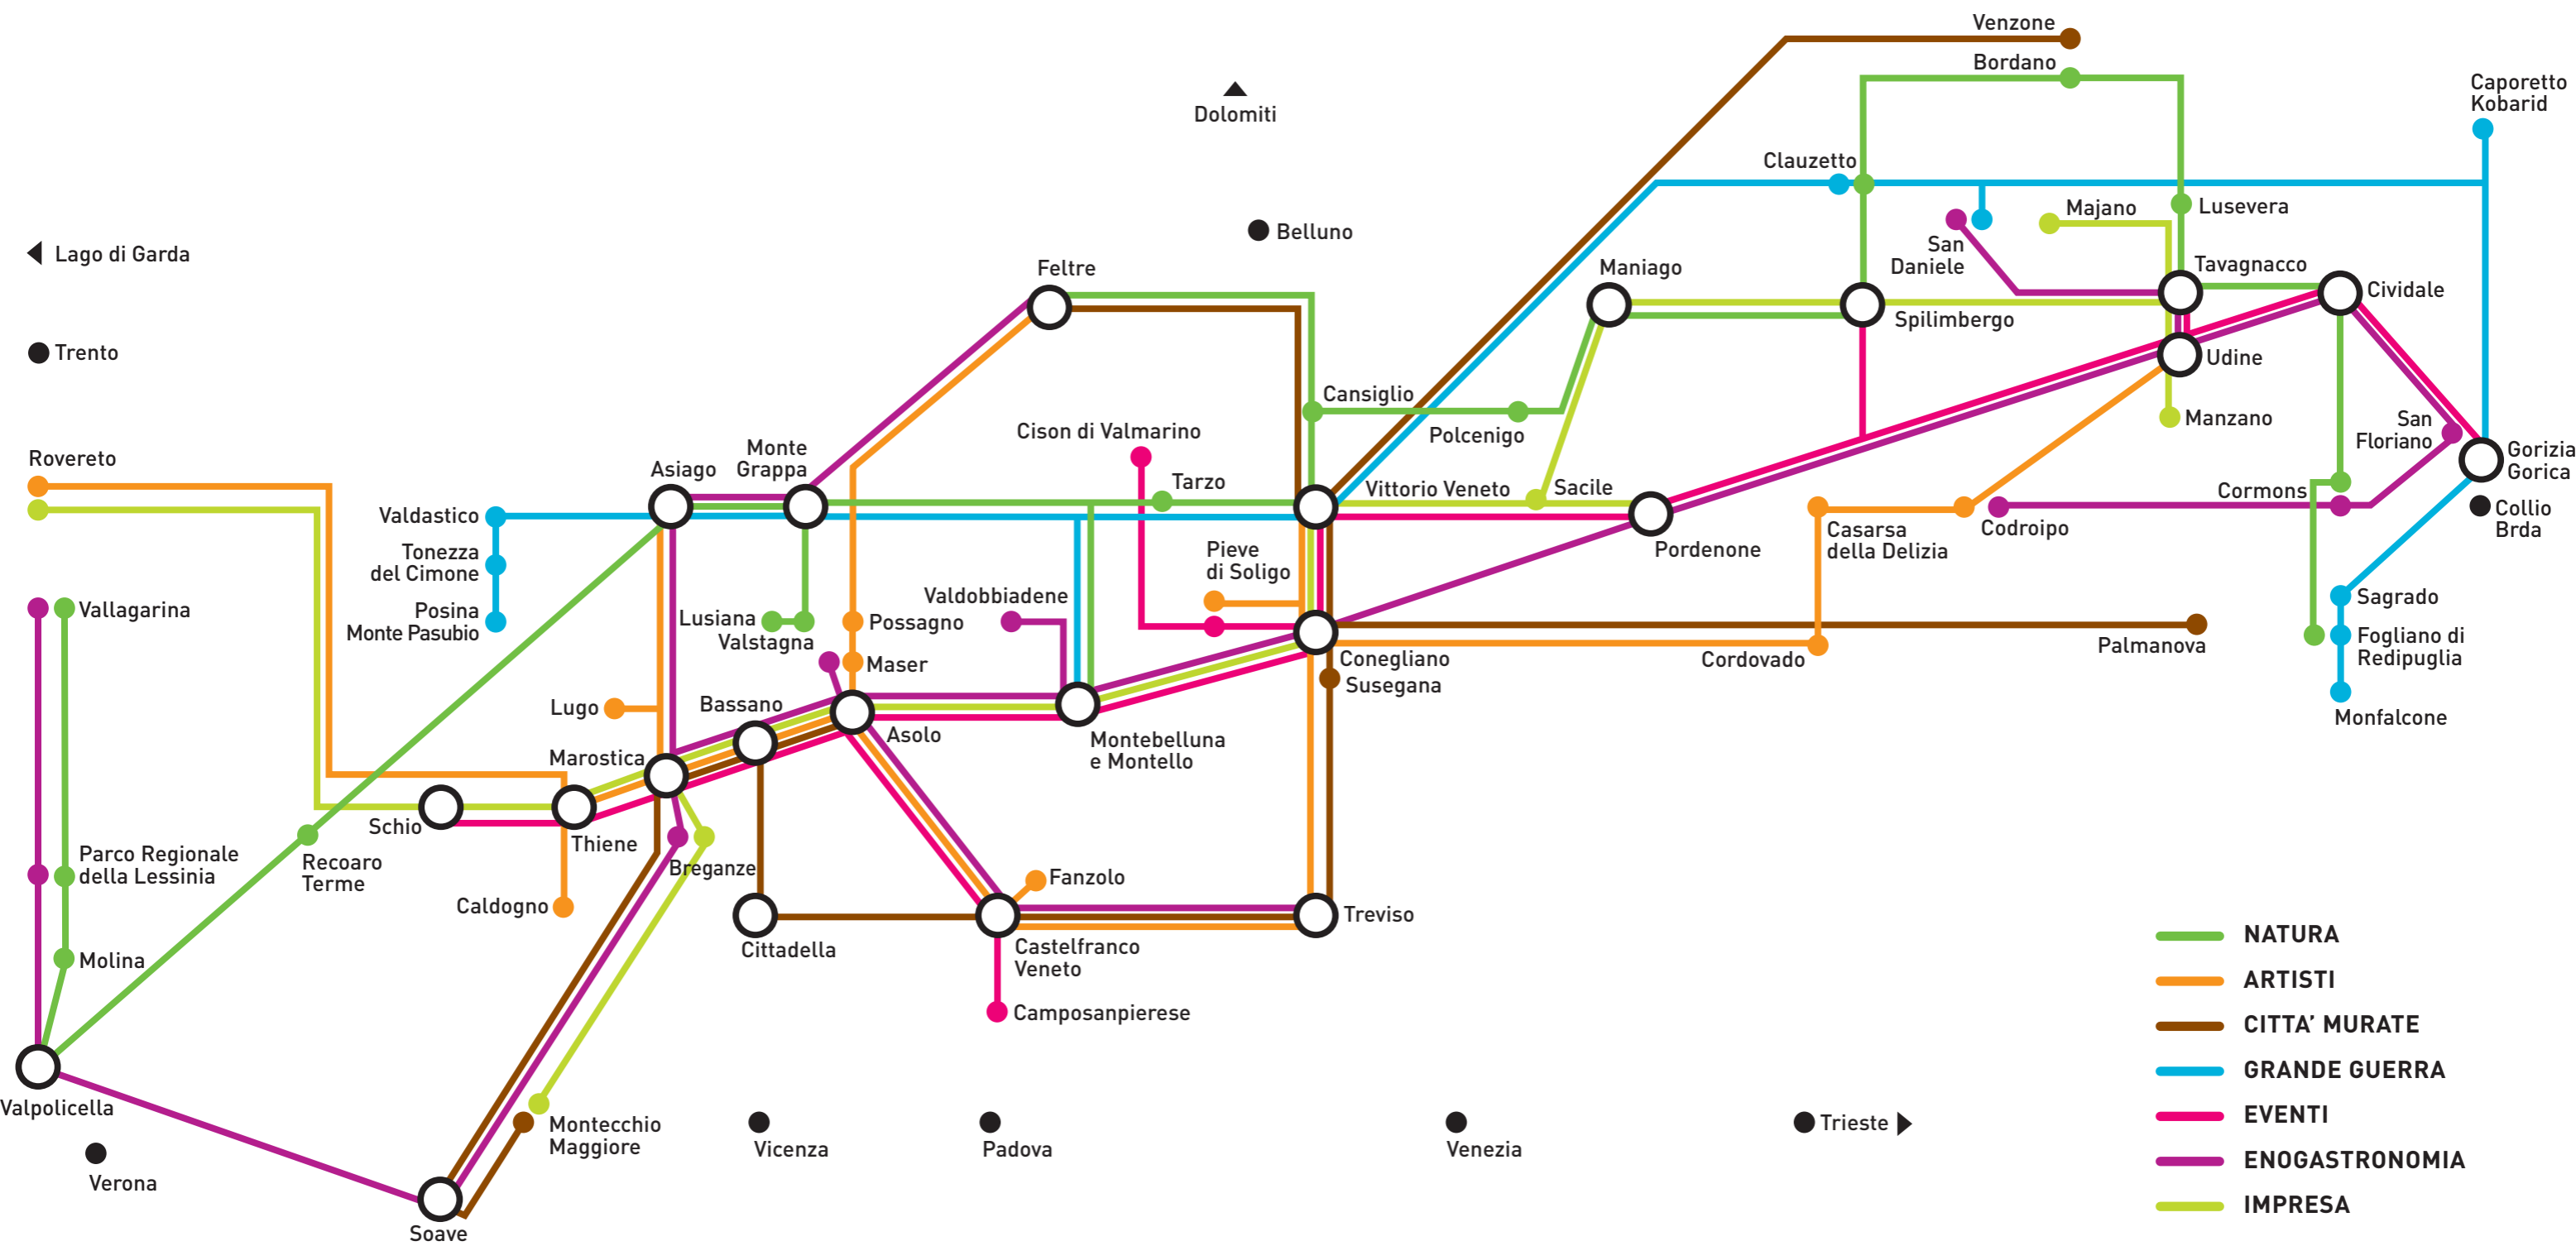 Venzone
Bordano
Caporetto
Kobarid
Dolomiti
Clauzetto
Lusevera
Majano
Belluno
San
Daniele
Lago di Garda
Feltre
Maniago
Tavagnacco
Cividale
Spilimbergo
Trento
Udine
Cansiglio
Polcenigo
Manzano
San
Floriano
Cison di Valmarino
Gorizia
Gorica
Rovereto
Asiago
Monte
Grappa
Tarzo
Vittorio Veneto
Sacile
Cormons
Collio
Brda
Valdastico
Pordenone
Casarsa
della Delizia
Codroipo
Tonezza
del Cimone
Pieve
di Soligo
Posina
Monte Pasubio
Valdobbiadene
Sagrado
Vallagarina
Lusiana
Valstagna
Possagno
Fogliano di
Redipuglia
Maser
Conegliano
Susegana
Cordovado
Palmanova
Lugo
Bassano
Asolo
Montebelluna
e Montello
Monfalcone
Marostica
Schio
Thiene
Breganze
Parco Regionale
della Lessinia
Recoaro
Terme
Caldogno
Fanzolo
Treviso
Cittadella
Castelfranco
Veneto
Molina
Camposanpierese
Valpolicella
Verona
Montecchio
Maggiore
Soave
Vicenza
Padova
Venezia
Trieste
NATURA
ARTISTI
CITTA’ MURATE
GRANDE GUERRA
EVENTI
ENOGASTRONOMIA
IMPRESA